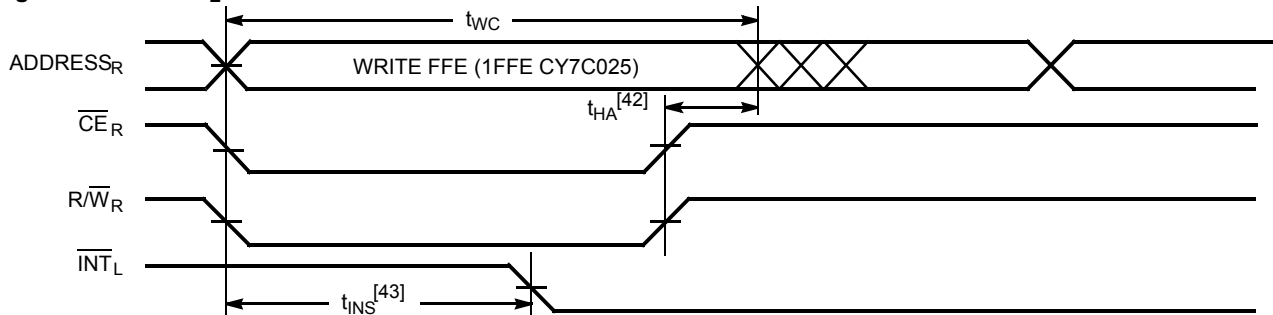 tWC
ADDRESSR
WRITE FFE (1FFE CY7C025)
tHA[42]
CER
R/WR
INTL
tINS[43]